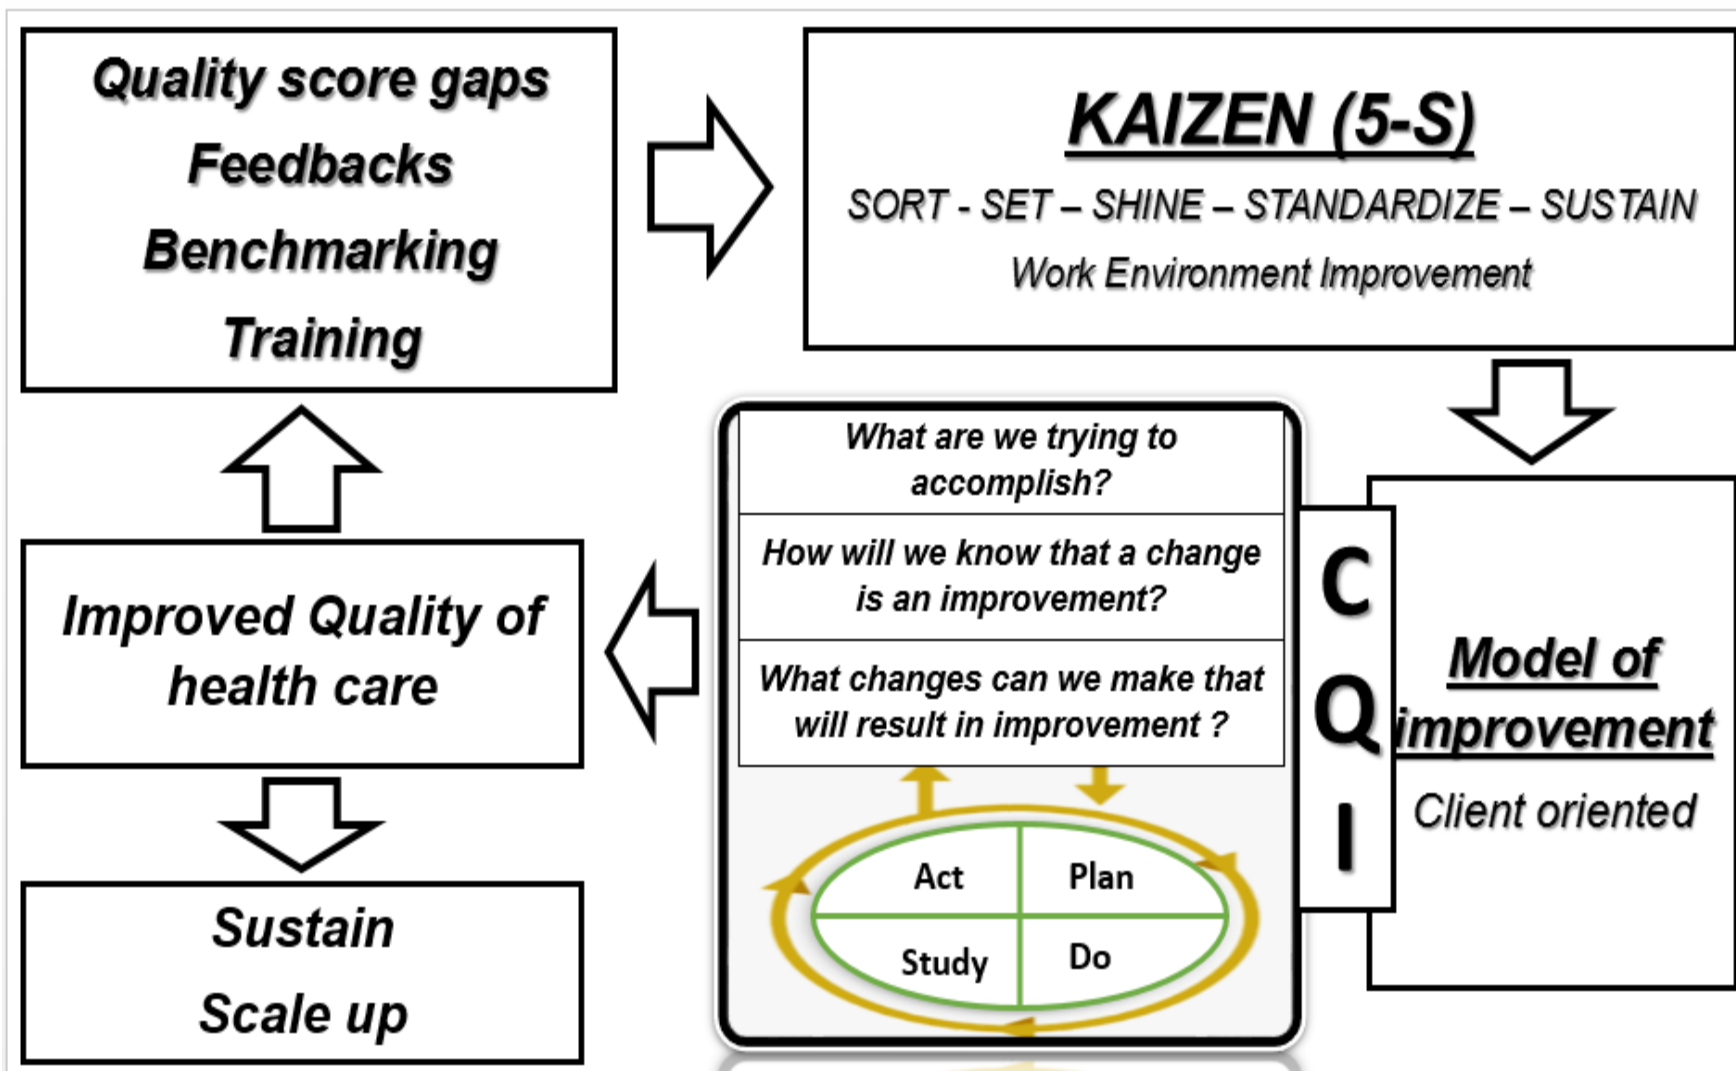 Quality score gaps
Feedbacks
Benchmarking
Training
KAIZEN (5-S)
SORT - SET – SHINE – STANDARDIZE – SUSTAIN
Work Environment Improvement
What are we trying to
accomplish?
How will we know that a change
is an improvement?
What changes can we make that
will result in improvement ?
Act
Plan
Study
Do
C
Q
I
Model of
improvement
Client oriented
Improved Quality of
health care
Sustain
Scale up